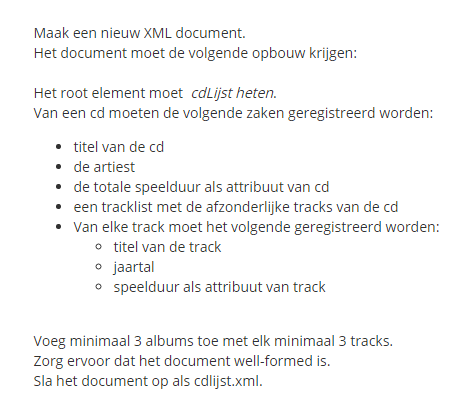 Maak een nieuw XML document.
Het document moet de volgende opbouw krijgen:
Het root element moet cdLijst heten.
Van een cd moeten de volgende zaken geregistreerd worden:
• titel van de cd
• de artiest
• de totale speelduur als attribuut van cd
• een tracklist met de afzonderlijke tracks van de cd
• Van elke track moet het volgende geregistreerd worden:
◦ titel van de track
◦ jaartal
◦ speelduur als attribuut van track
Voeg minimaal 3 albums toe met elk minimaal 3 tracks.
Zorg ervoor dat het document well-formed is.
Sla het document op als cdlijst.xml.